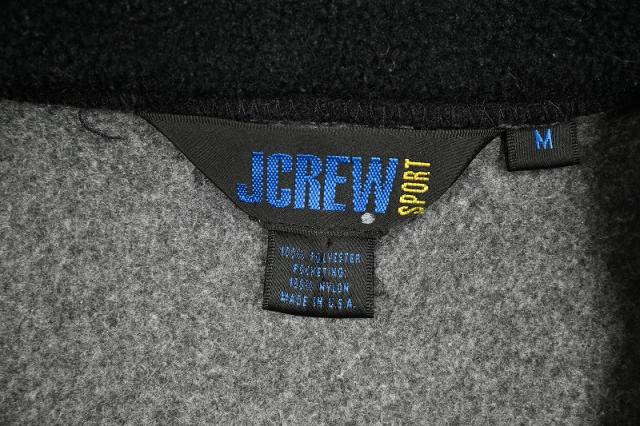 JCREW SPORT
M
100% POLYESTER
POCKETING:
100% NYLON
MADE IN U.S.A.